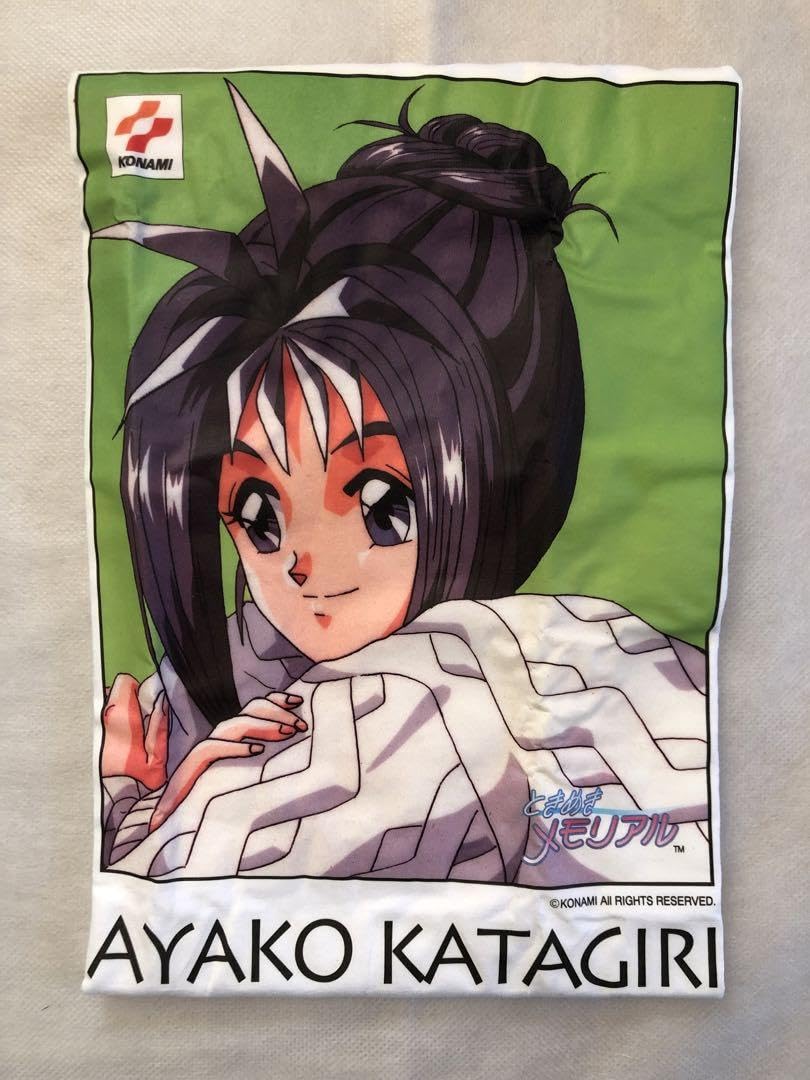 KONAMI
ときめき
メモリアル
TM
©KONAMI All RIGHTS RESERVED.
AYAKO KATAGIRI